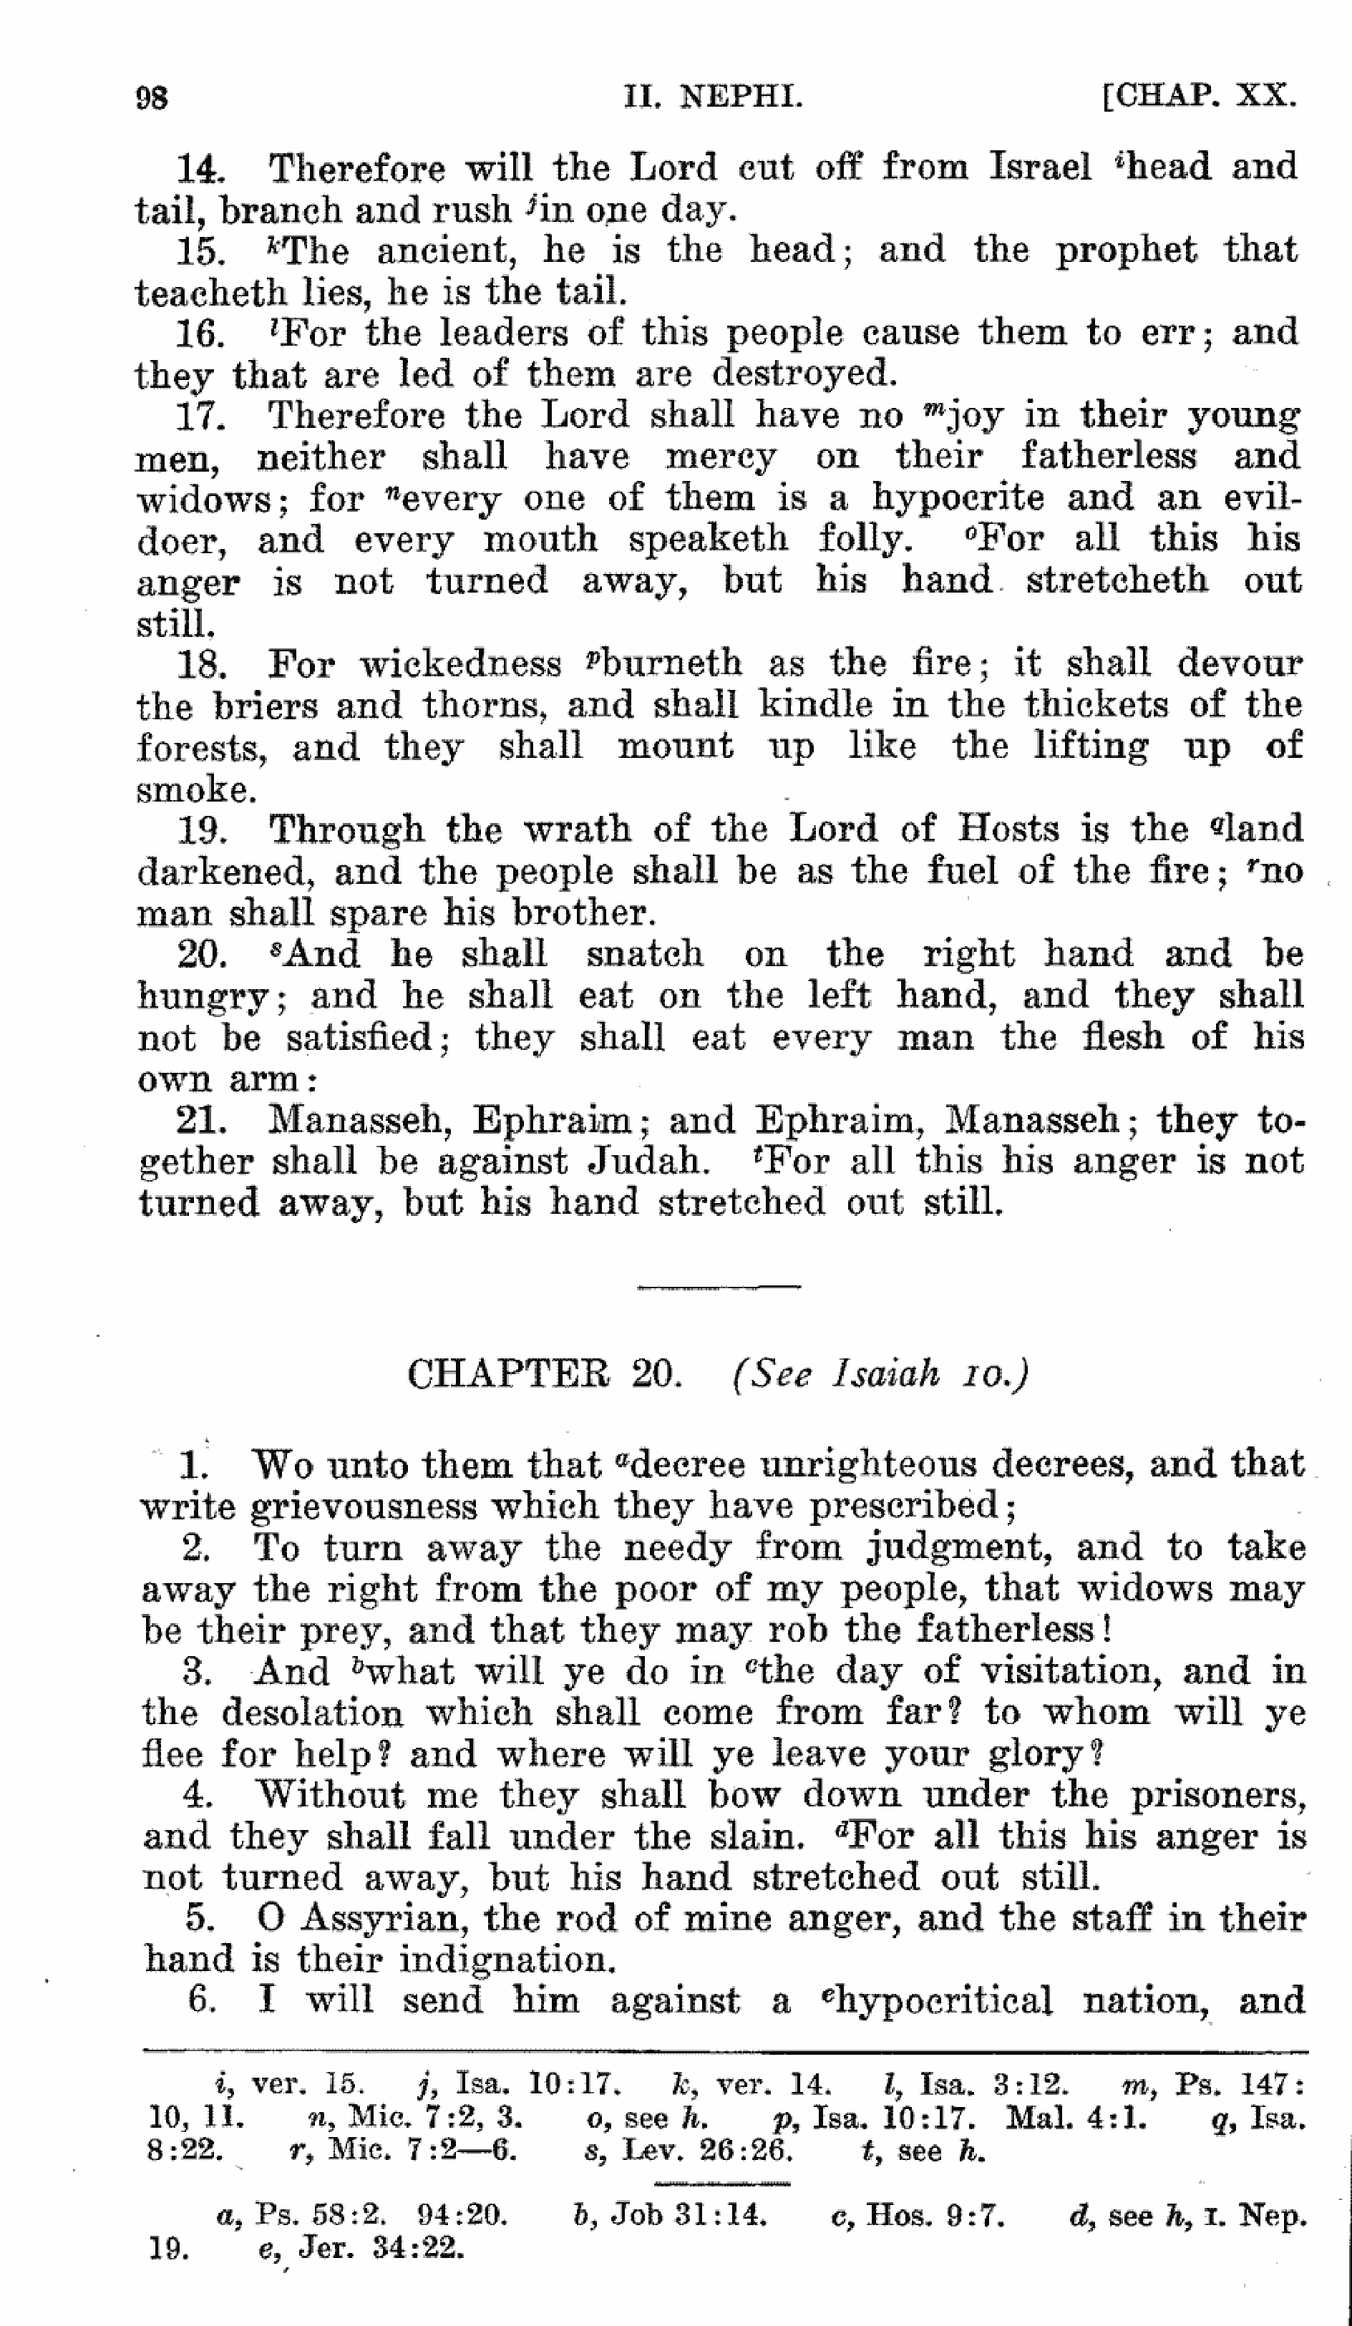 98 II. NEPHI. [CHAP. XX.
14. Therefore will the Lord cut off from Israel ihead and
tail, branch and rush jin one day.
15. kThe ancient, he is the head; and the prophet that
teacheth lies, he is the tail.
16. lFor the leaders of this people cause them to err; and
they that are led of them are destroyed.
17. Therefore the Lord shall have no mjoy in their young
men, neither shall have mercy on their fatherless and
widows; for nevery one of them is a hypocrite and an evil-
doer, and every mouth speaketh folly. oFor all this his
anger is not turned away, but his hand stretcheth out
still.
18. For wickedness pburneth as the fire; it shall devour
the briers and thorns, and shall kindle in the thickets of the
forests, and they shall mount up like the lifting up of
smoke.
19. Through the wrath of the Lord of Hosts is the qland
darkened, and the people shall be as the fuel of the fire; rno
man shall spare his brother.
20. sAnd he shall snatch on the right hand and be
hungry; and he shall eat on the left hand, and they shall
not be satisfied; they shall eat every man the flesh of his
own arm:
21. Manasseh, Ephraim; and Ephraim, Manasseh; they to-
gether shall be against Judah. tFor all this his anger is not
turned away, but his hand stretched out still.
CHAPTER 20. (See Isaiah 10.)
1. Wo unto them that adecree unrighteous decrees, and that
write grievousness which they have prescribed;
2. To turn away the needy from judgment, and to take
away the right from the poor of my people, that widows may
be their prey, and that they may rob the fatherless!
3. And bwhat will ye do in cthe day of visitation, and in
the desolation which shall come from far? to whom will ye
flee for help? and where will ye leave your glory?
4. Without me they shall bow down under the prisoners,
and they shall fall under the slain. dFor all this his anger is
not turned away, but his hand stretched out still.
5. O Assyrian, the rod of mine anger, and the staff in their
hand is their indignation.
6. I will send him against a ehypocritical nation, and
i, ver. 15. j, Isa. 10:17. k, ver. 14. l, Isa. 3:12. m, Ps. 147:
10, 11. n, Mic. 7:2, 3. o, see h. p, Isa. 10:17. Mal. 4:1. q, Isa.
8:22. r, Mic. 7:2—6. s, Lev. 26:26. t, see h.
a, Ps. 58:2. 94:20. b, Job 31:14. c, Hos. 9:7. d, see h, I. Nep.
19. e, Jer. 34:22.